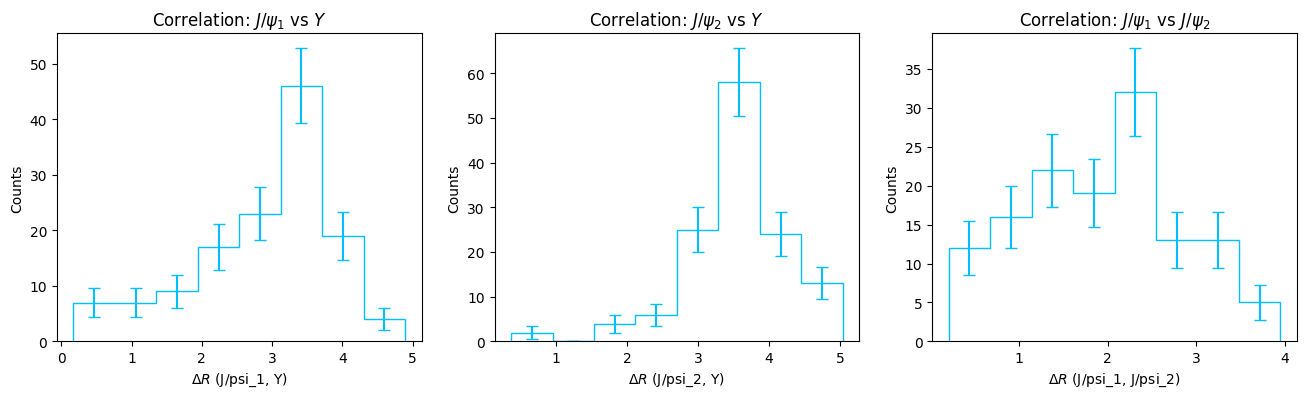 Correlation: J/ψ₁ vs Y
50
40
30
20
10
0
Counts
0 1 2 3 4 5
ΔR (J/psi_1, Y)
Correlation: J/ψ₂ vs Y
60
50
40
30
20
10
0
Counts
1 2 3 4 5
ΔR (J/psi_2, Y)
Correlation: J/ψ₁ vs J/ψ₂
35
30
25
20
15
10
5
0
Counts
1 2 3 4
ΔR (J/psi_1, J/psi_2)